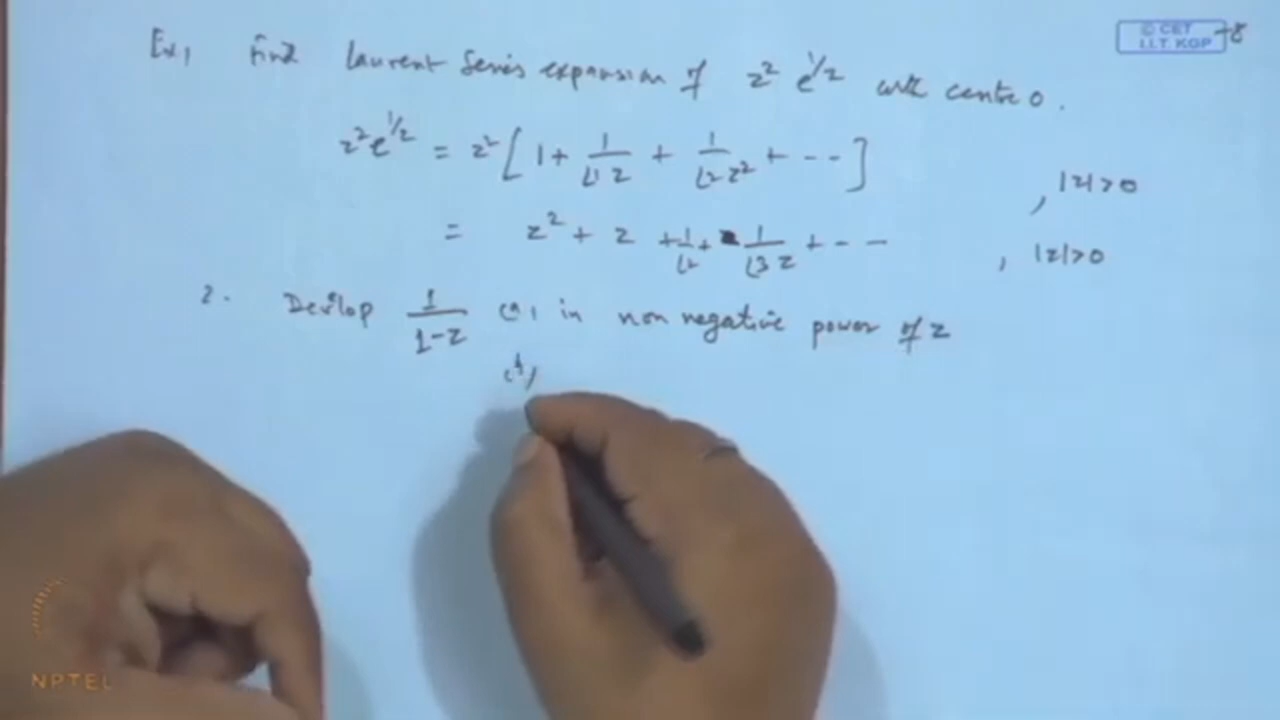 © CET
I.I.T. KGP -8
Ex, Find Laurent Series expansion of z² e^{1/z} with centre 0.
z² e^{1/z} = z² [ 1 + 1/(⌊1 z) + 1/(⌊2 z²) + - - ] , |z|>0
= z² + z + 1/⌊2 + 1/(⌊3 z) + - - , |z|>0
2. Develop 1/(1-z) (a) in non negative power of z
(b)
NPTEL